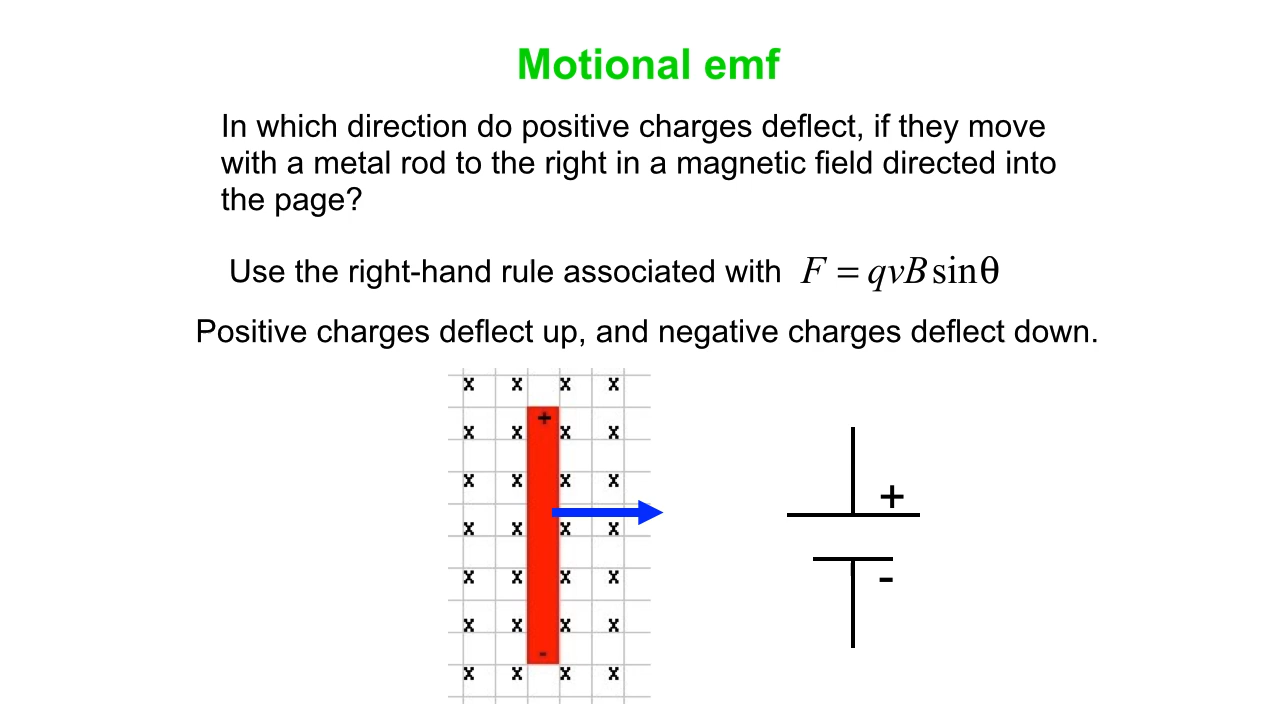 Motional emf
In which direction do positive charges deflect, if they move
with a metal rod to the right in a magnetic field directed into
the page?
Use the right-hand rule associated with F = qvB sinθ
Positive charges deflect up, and negative charges deflect down.
x x x x
+
x x x x
x x x x
+
x x x x
x x x x
-
x x x x
-
x x x x